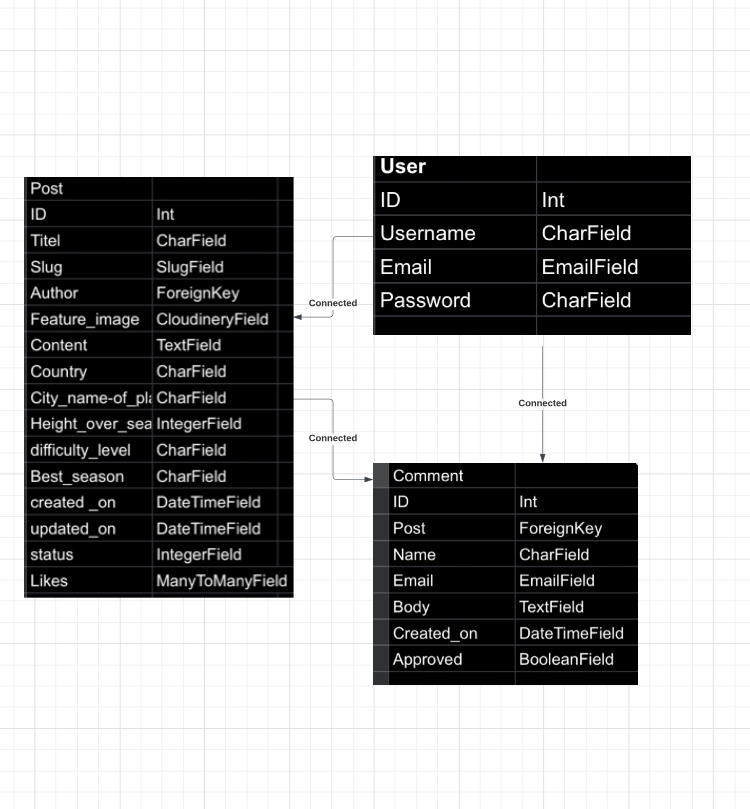 Post
ID Int
Titel CharField
Slug SlugField
Author ForeignKey
Feature_image CloudineryField
Content TextField
Country CharField
City_name-of_pla CharField
Height_over_sea IntegerField
difficulty_level CharField
Best_season CharField
created _on DateTimeField
updated_on DateTimeField
status IntegerField
Likes ManyToManyField
User
ID Int
Username CharField
Email EmailField
Password CharField
Connected
Connected
Connected
Comment
ID Int
Post ForeignKey
Name CharField
Email EmailField
Body TextField
Created_on DateTimeField
Approved BooleanField